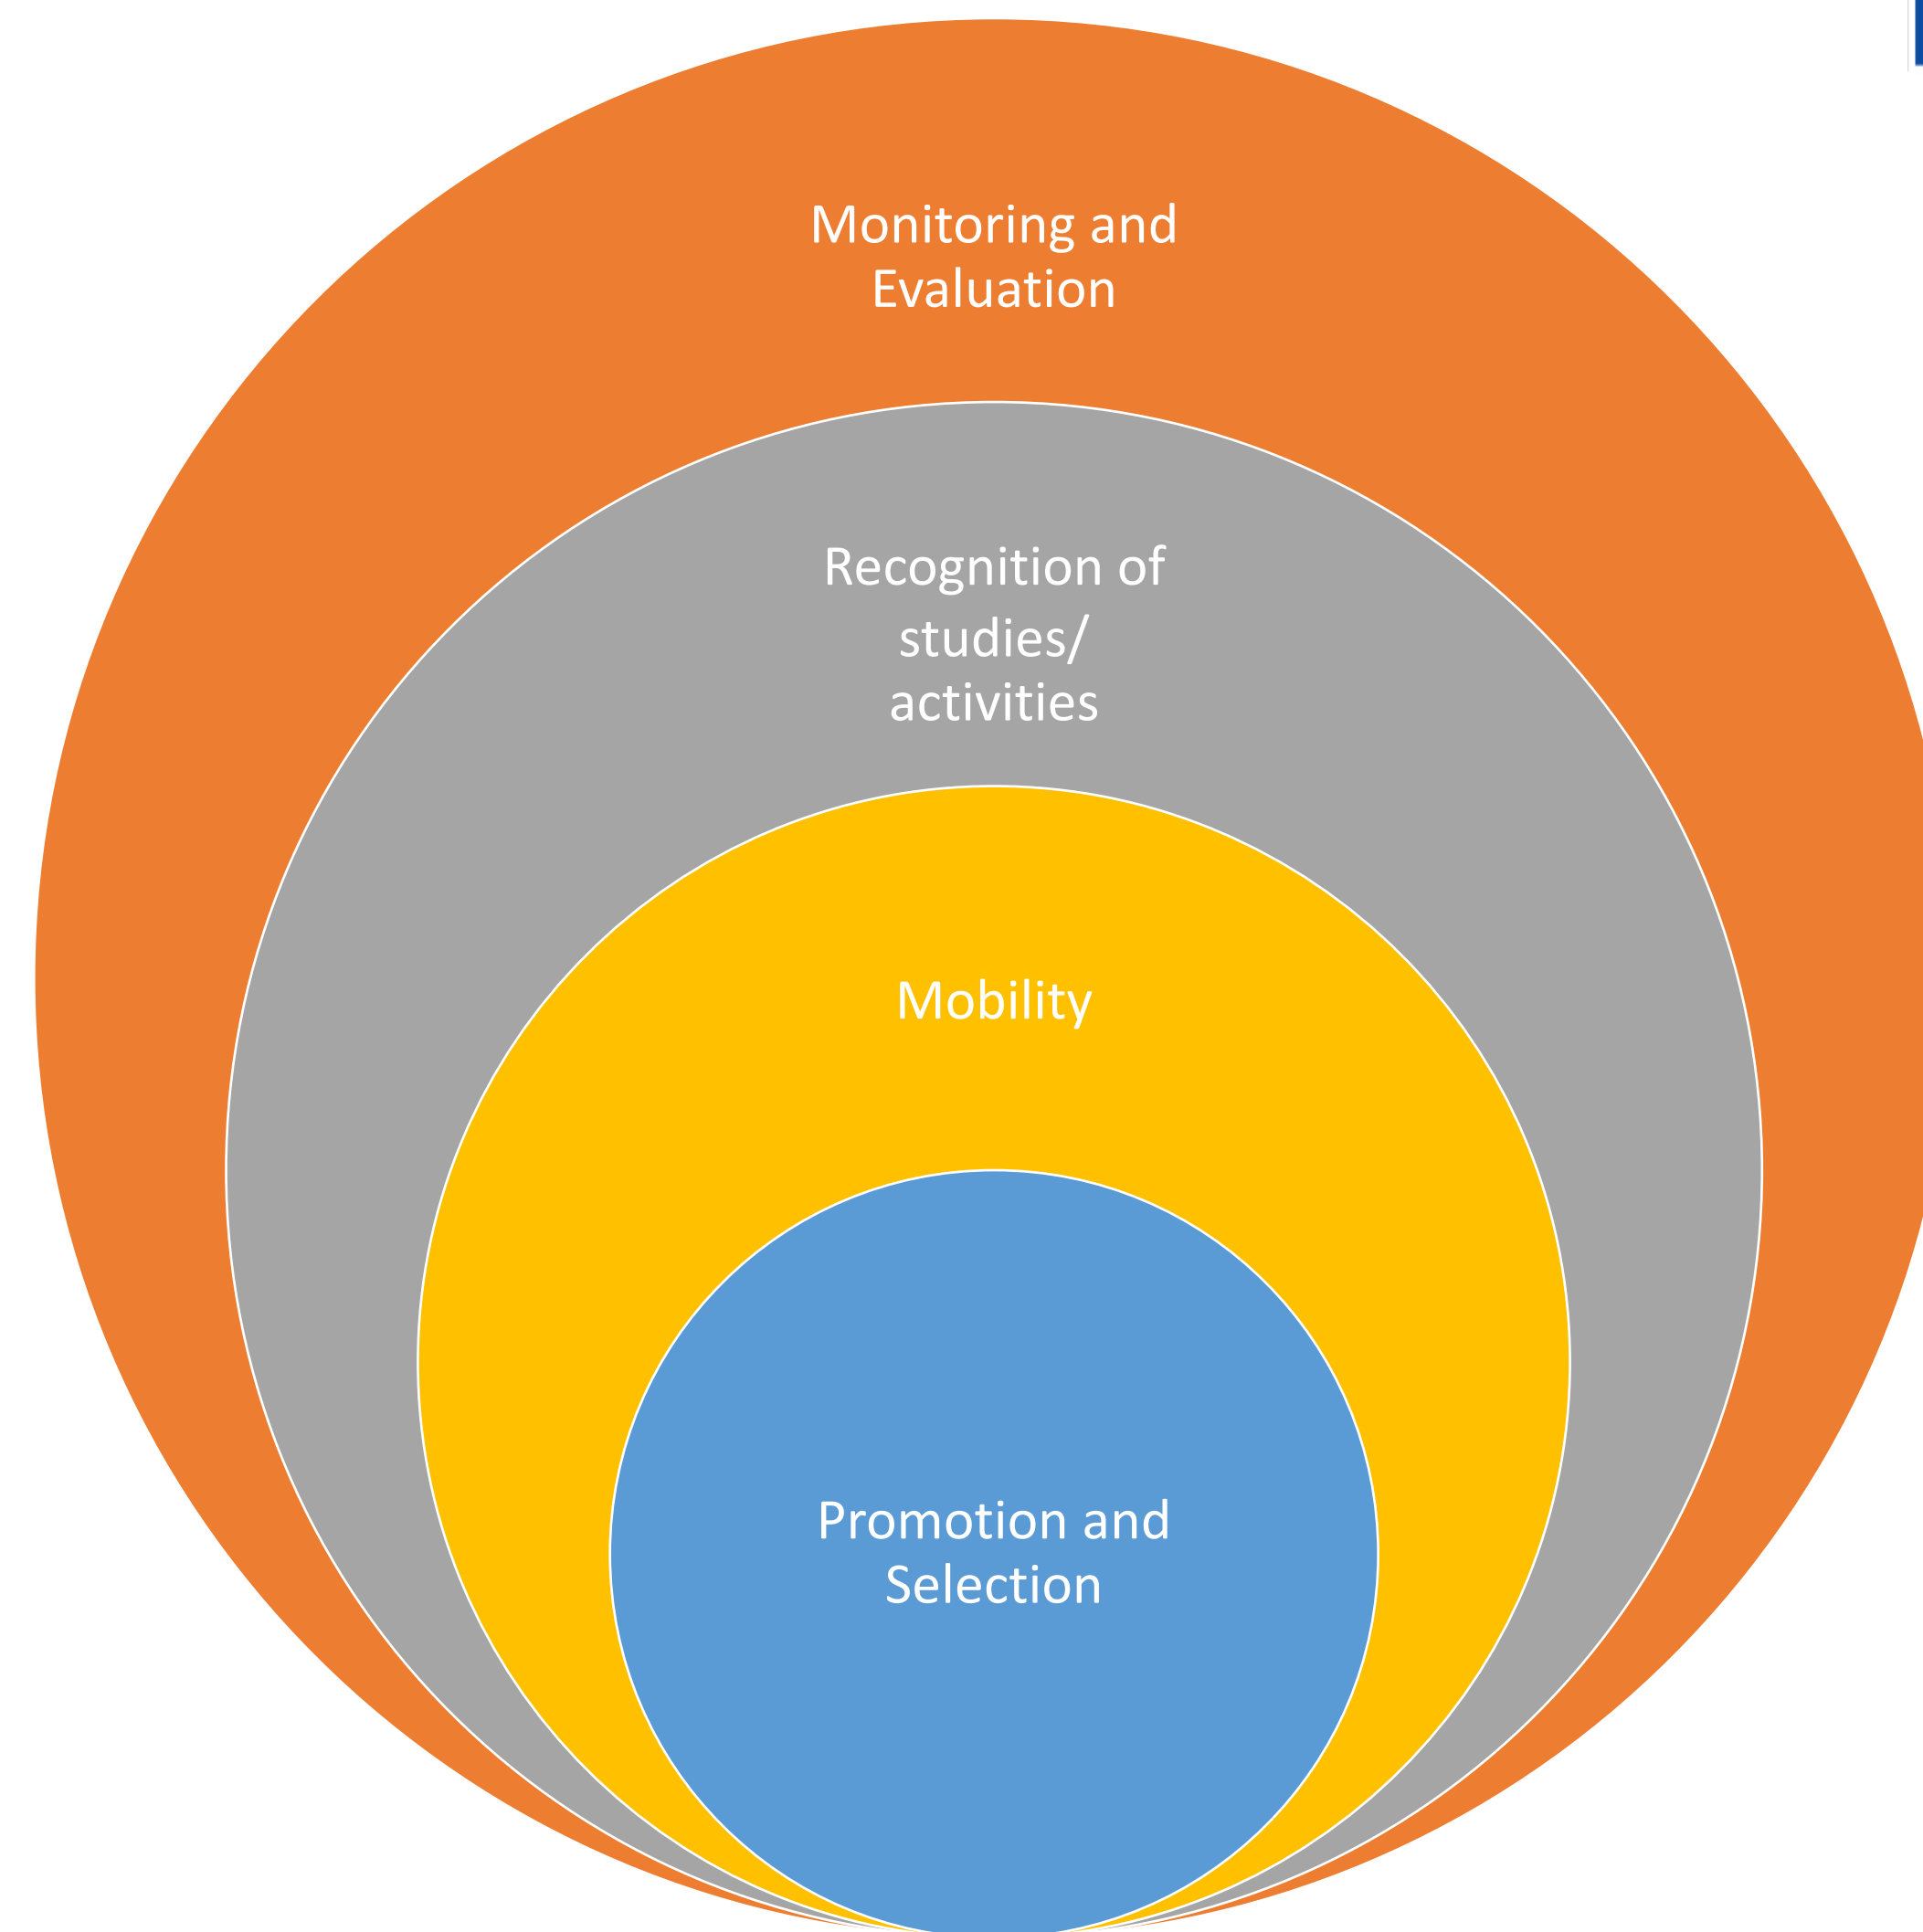 Monitoring and
Evaluation
Recognition of
studies/
activities
Mobility
Promotion and
Selection